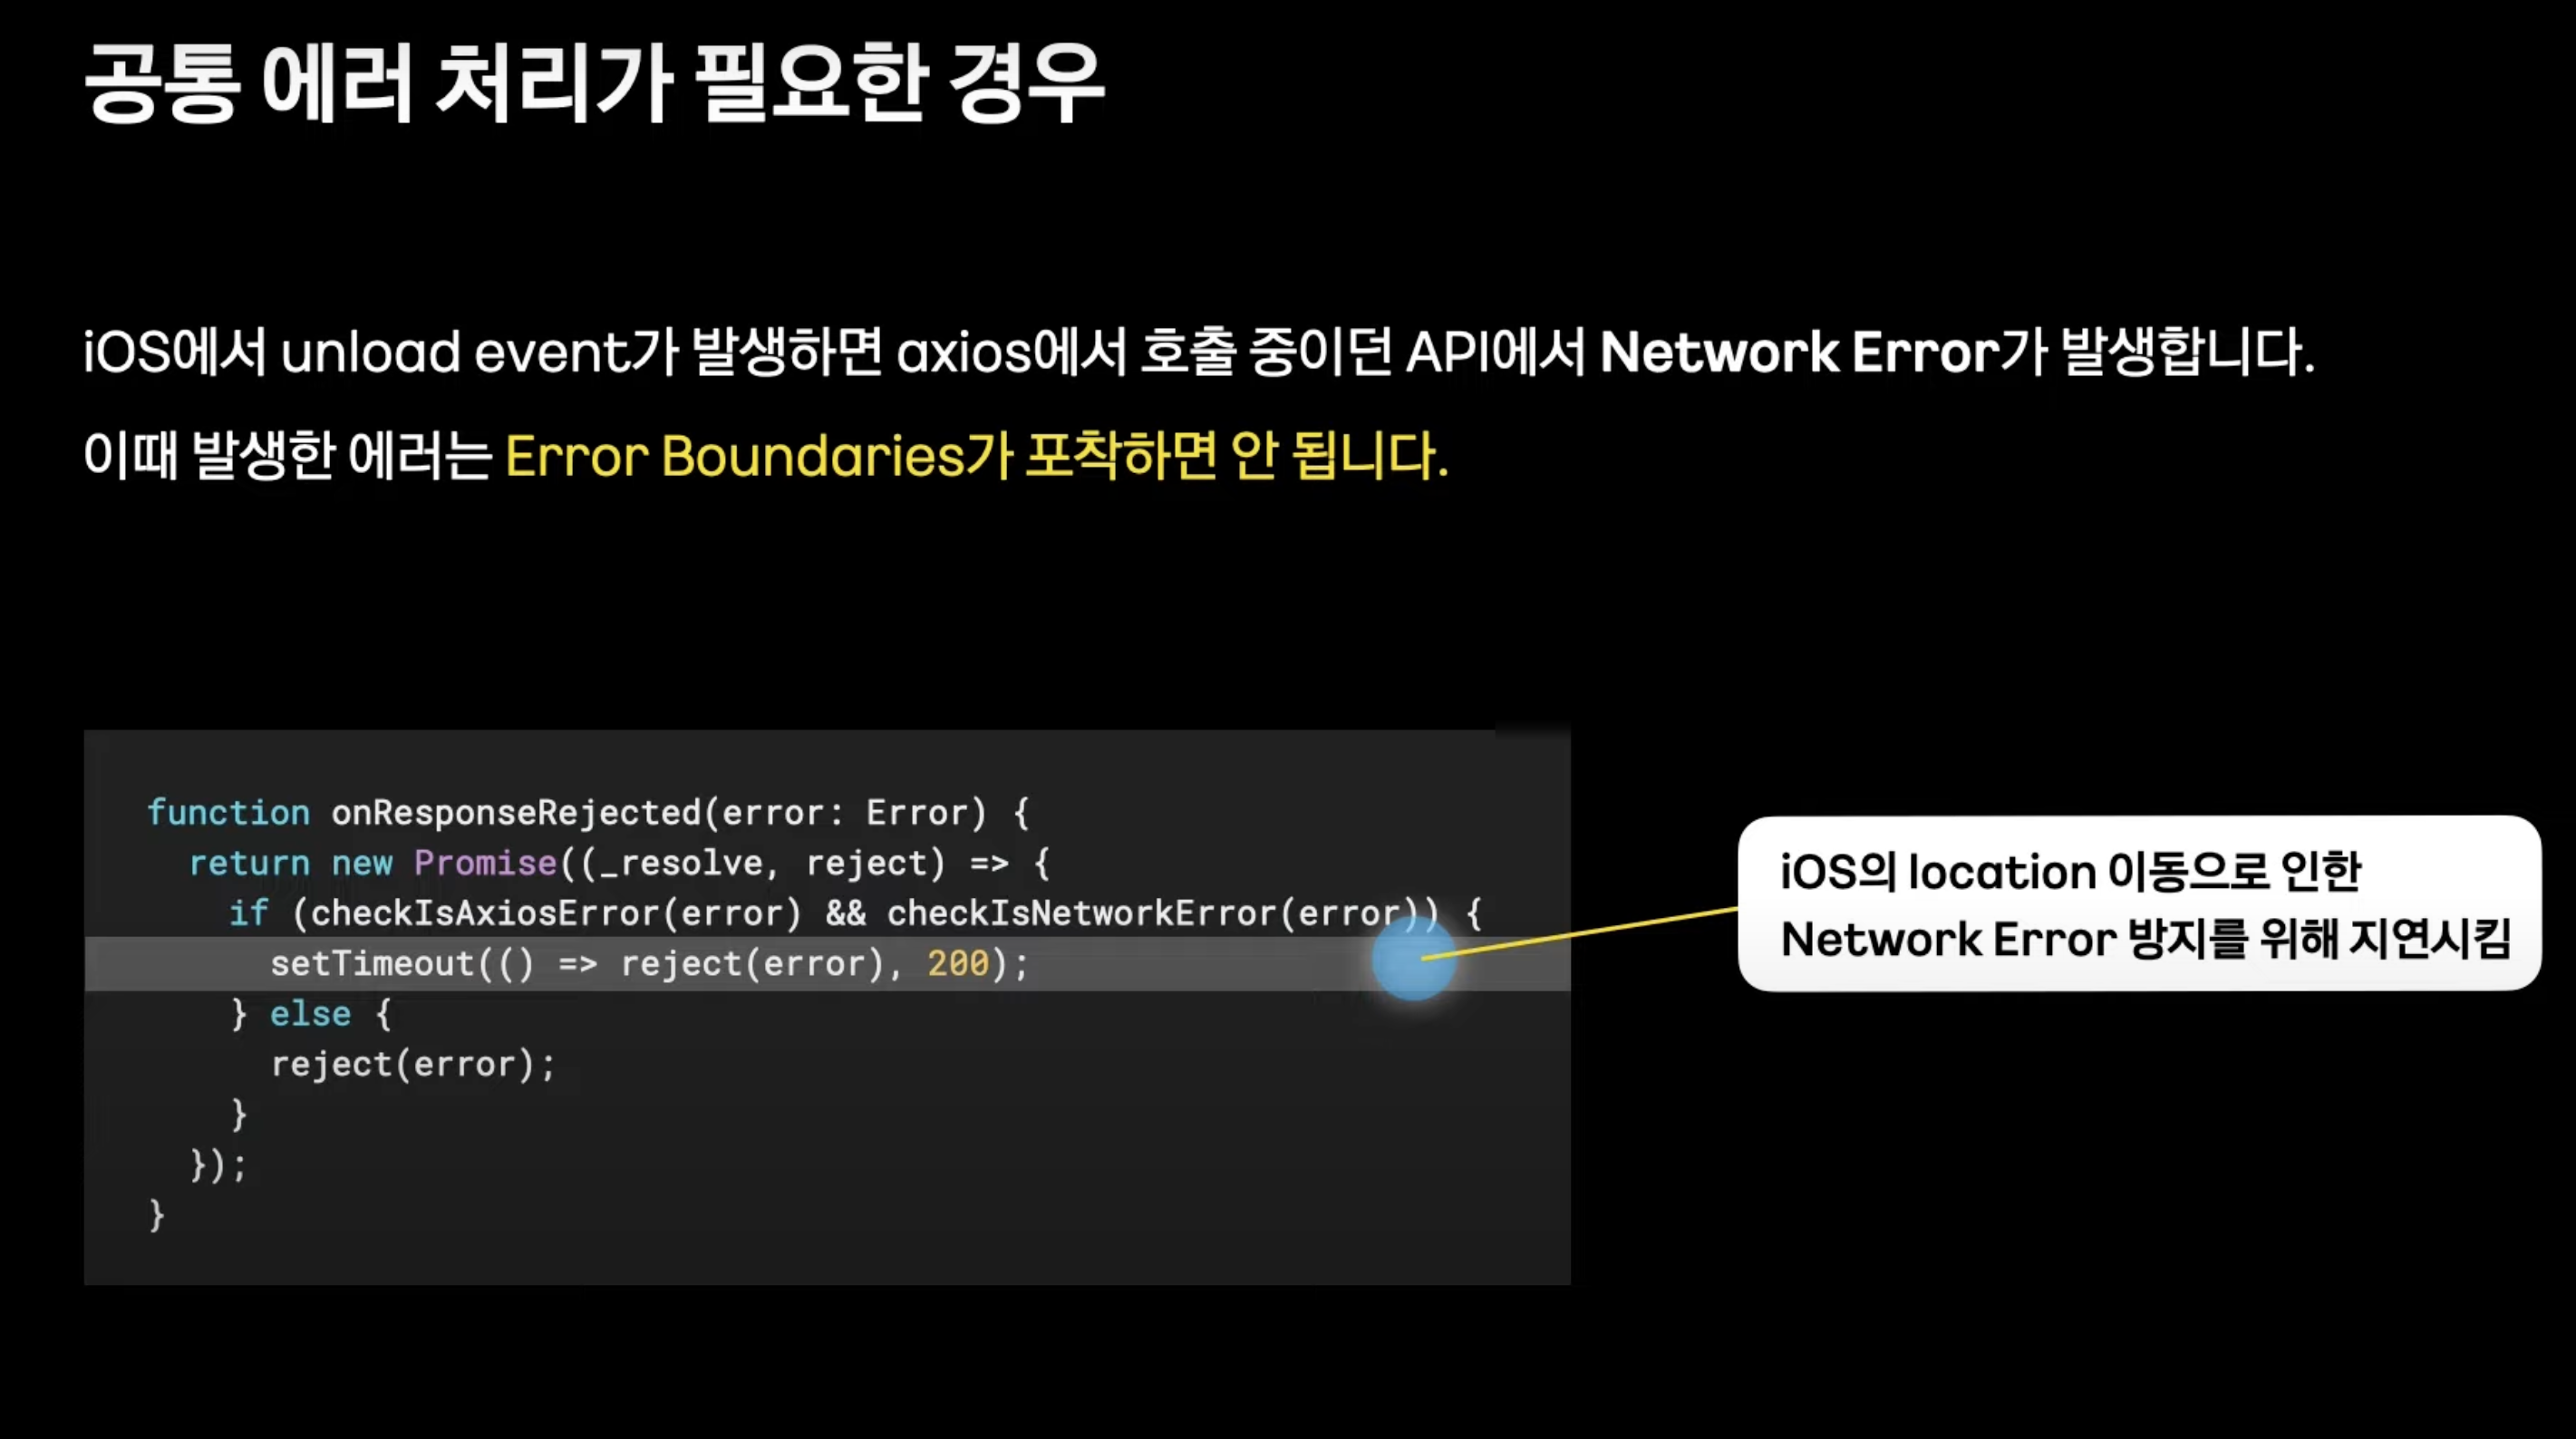 공통 에러 처리가 필요한 경우
iOS에서 unload event가 발생하면 axios에서 호출 중이던 API에서 Network Error가 발생합니다.
이때 발생한 에러는 Error Boundaries가 포착하면 안 됩니다.
function onResponseRejected(error: Error) {
  return new Promise((_resolve, reject) => {
    if (checkIsAxiosError(error) && checkIsNetworkError(error)) {
      setTimeout(() => reject(error), 200);
    } else {
      reject(error);
    }
  });
}
iOS의 location 이동으로 인한
Network Error 방지를 위해 지연시킴